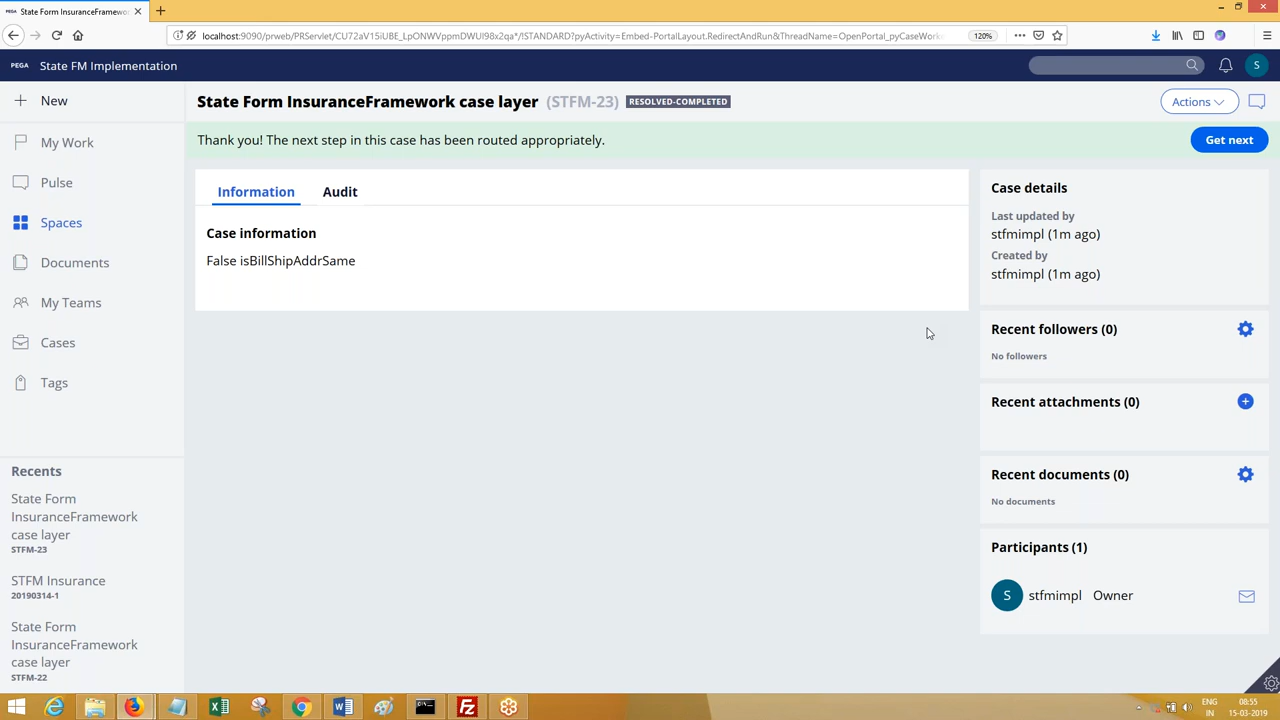 PEGA State Form InsuranceFramewor
localhost:9090/prweb/PRServlet/CU72aV15iUBE_LpONWVppmDWUI98x2qa*/!STANDARD?pyActivity=Embed-PortalLayout.RedirectAndRun&ThreadName=OpenPortal_pyCaseWork
120%
PEGA State FM Implementation
S
New
State Form InsuranceFramework case layer (STFM-23) RESOLVED-COMPLETED
Actions
Thank you! The next step in this case has been routed appropriately.
Get next
My Work
Pulse
Spaces
Documents
My Teams
Cases
Tags
Recents
State Form
InsuranceFramework
case layer
STFM-23
STFM Insurance
20190314-1
State Form
InsuranceFramework
case layer
STFM-22
Information Audit
Case information
False isBillShipAddrSame
Case details
Last updated by
stfmimpl (1m ago)
Created by
stfmimpl (1m ago)
Recent followers (0)
No followers
Recent attachments (0)
Recent documents (0)
No documents
Participants (1)
S stfmimpl Owner
ENG
IN
08:55
15-03-2019